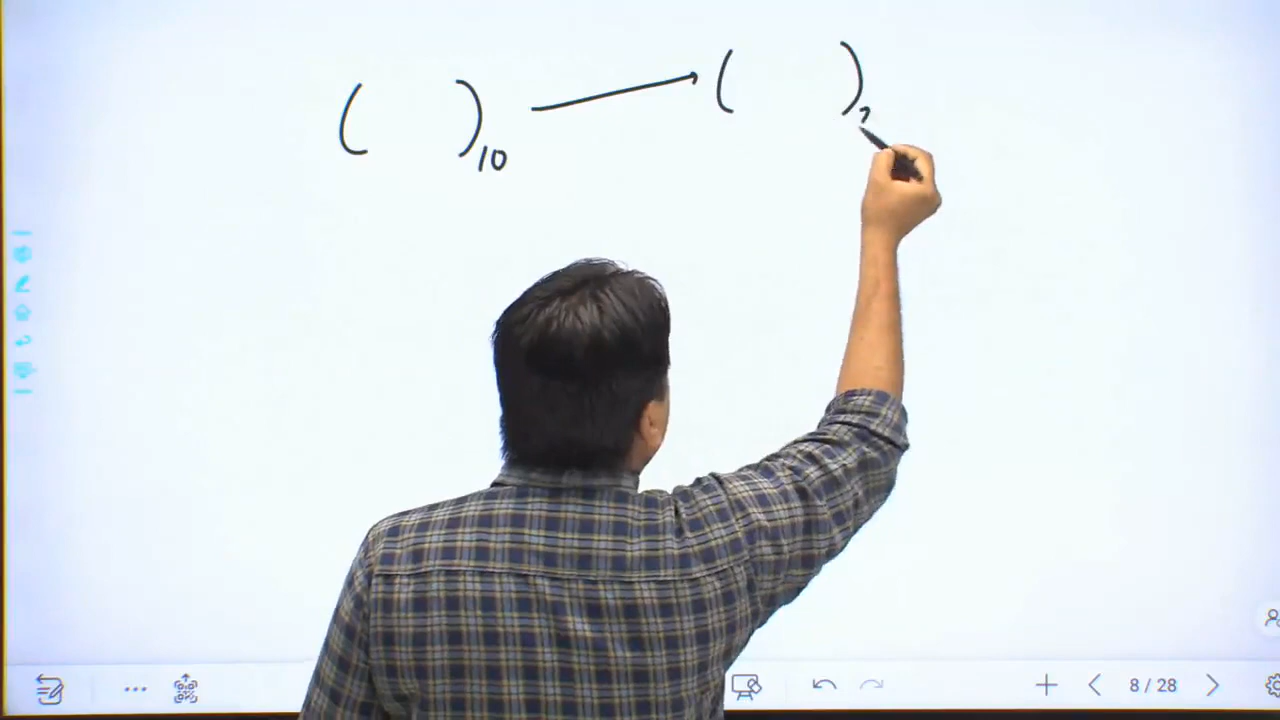 ( )10 → ( )
8 / 28